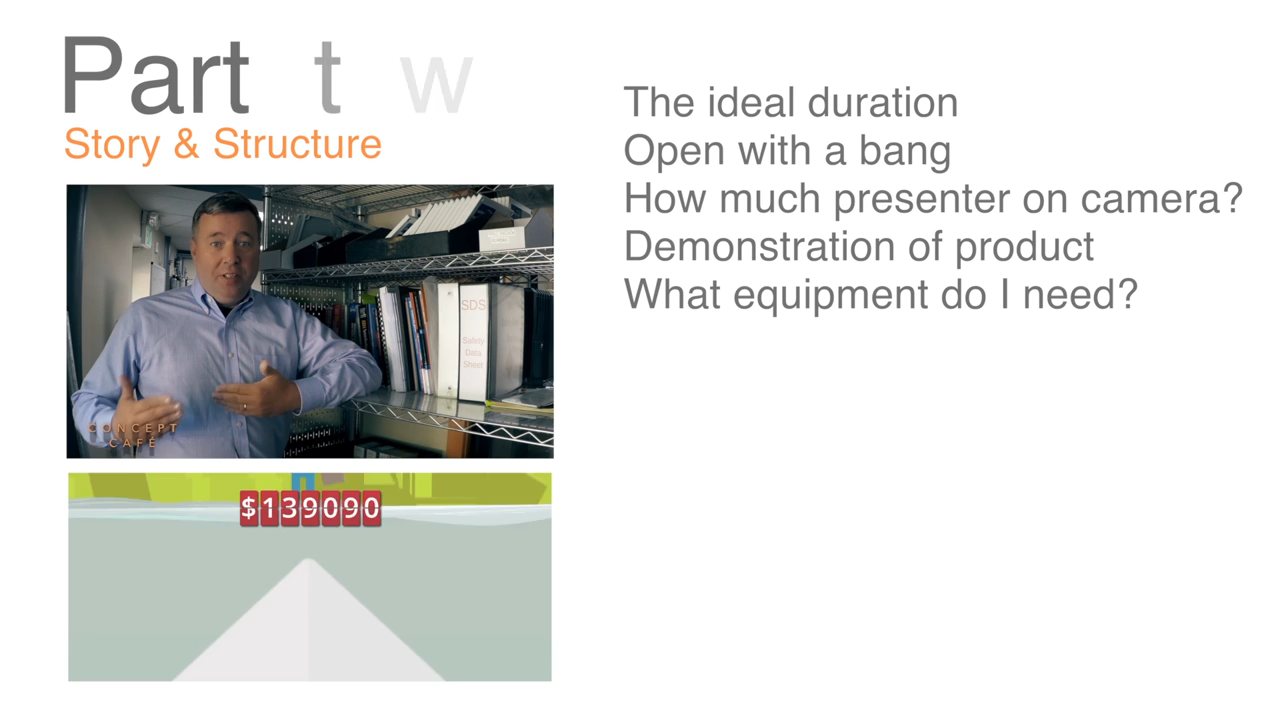 Part t w
Story & Structure
SDS
Safety
Data
Sheet
CONCEPT
CAFÉ
$139090
The ideal duration
Open with a bang
How much presenter on camera?
Demonstration of product
What equipment do I need?